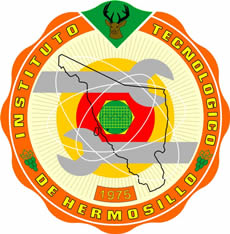 INSTITUTO
TECNOLOGICO
DE HERMOSILLO
1975